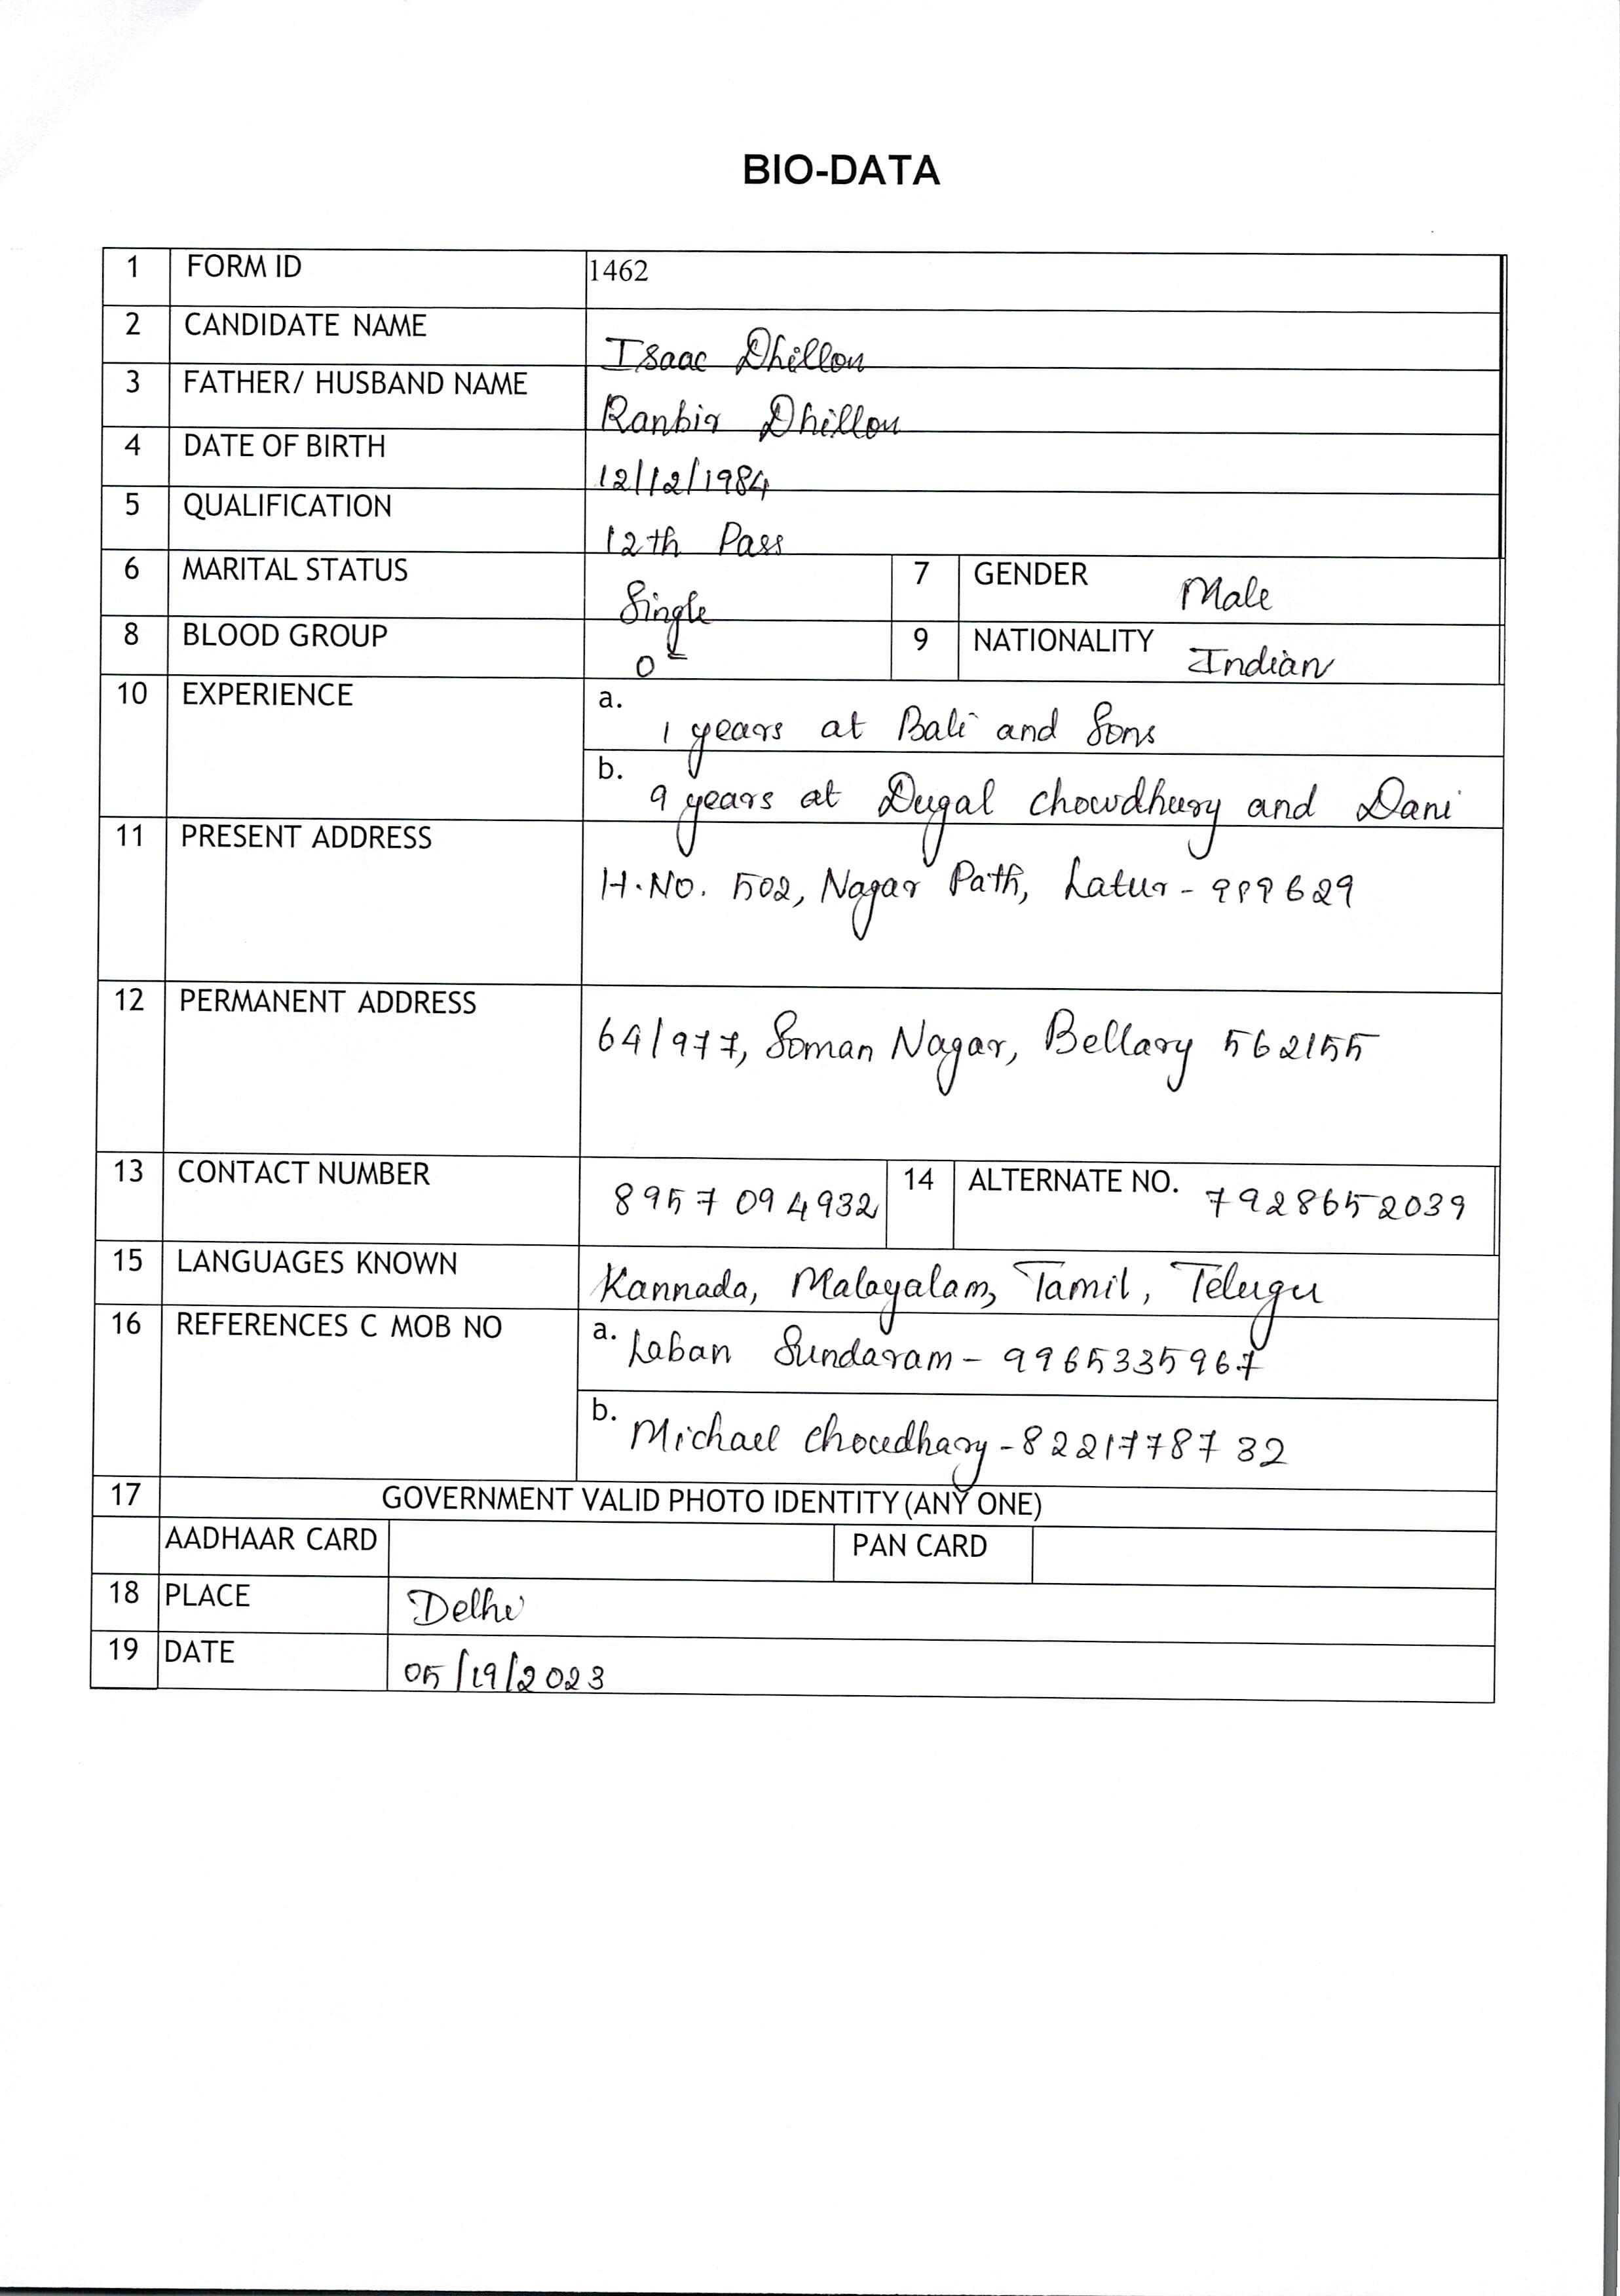 BIO-DATA
1 FORM ID 1462
2 CANDIDATE NAME Isaac Dhillon
3 FATHER/ HUSBAND NAME Ranbir Dhillon
4 DATE OF BIRTH 12/12/1984
5 QUALIFICATION 12th Pass
6 MARITAL STATUS Single 7 GENDER Male
8 BLOOD GROUP O- 9 NATIONALITY Indian
10 EXPERIENCE a. 1 years at Bali and Sons
b. 9 years at Dugal Chowdhury and Dani
11 PRESENT ADDRESS
H.No. 502, Nagar Path, Latur -
12 PERMANENT ADDRESS
64/977, Soman Nagar, Bellary 562155
13 CONTACT NUMBER 8957094932 14 ALTERNATE NO. 7928652039
15 LANGUAGES KNOWN Kannada, Malayalam, Tamil, Telugu
16 REFERENCES C MOB NO a. Laban Sundaram - 9965335967
b. Michael Choudhary - 8221778732
17 GOVERNMENT VALID PHOTO IDENTITY (ANY ONE)
AADHAAR CARD PAN CARD
18 PLACE Delhi
19 DATE 05/19/2023